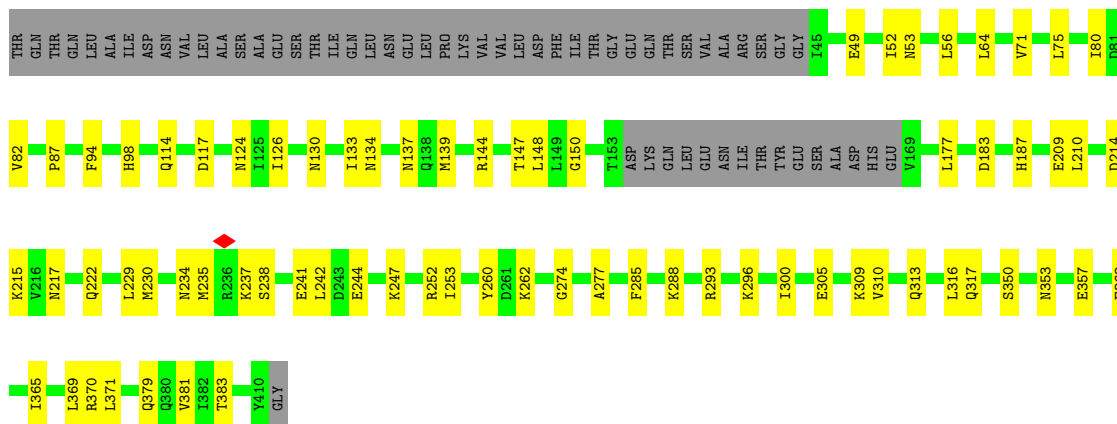 THR GLN THR GLN LEU ALA ILE ASP ASN VAL LEU ALA SER ALA GLU SER THR ILE GLN LEU ASN GLU LEU PRO LYS VAL VAL LEU ASP PHE ILE THR GLY GLU GLN THR SER VAL ALA ARG SER GLY GLY I45 E49 I52 N53 L56 L64 V71 L75 I80 D81
V82 P87 F94 H98 Q114 D117 N124 I125 I126 N130 I133 N134 N137 Q138 M139 R144 T147 L148 L149 G150 T153 ASP LYS GLN LEU GLU ASN ILE THR TYR GLU SER ALA ASP HIS GLU V169 L177 D183 H187 E209 L210 D214
K215 V216 N217 Q222 L229 M230 N234 M235 R236 K237 S238 E241 L242 D243 E244 K247 R252 I253 Y260 D261 K262 G274 A277 F285 K288 R293 K296 I300 E305 K309 V310 Q313 L316 Q317 S350 N353 E357
I365 L369 R370 L371 Q379 Q380 V381 I382 T383 Y410 GLY